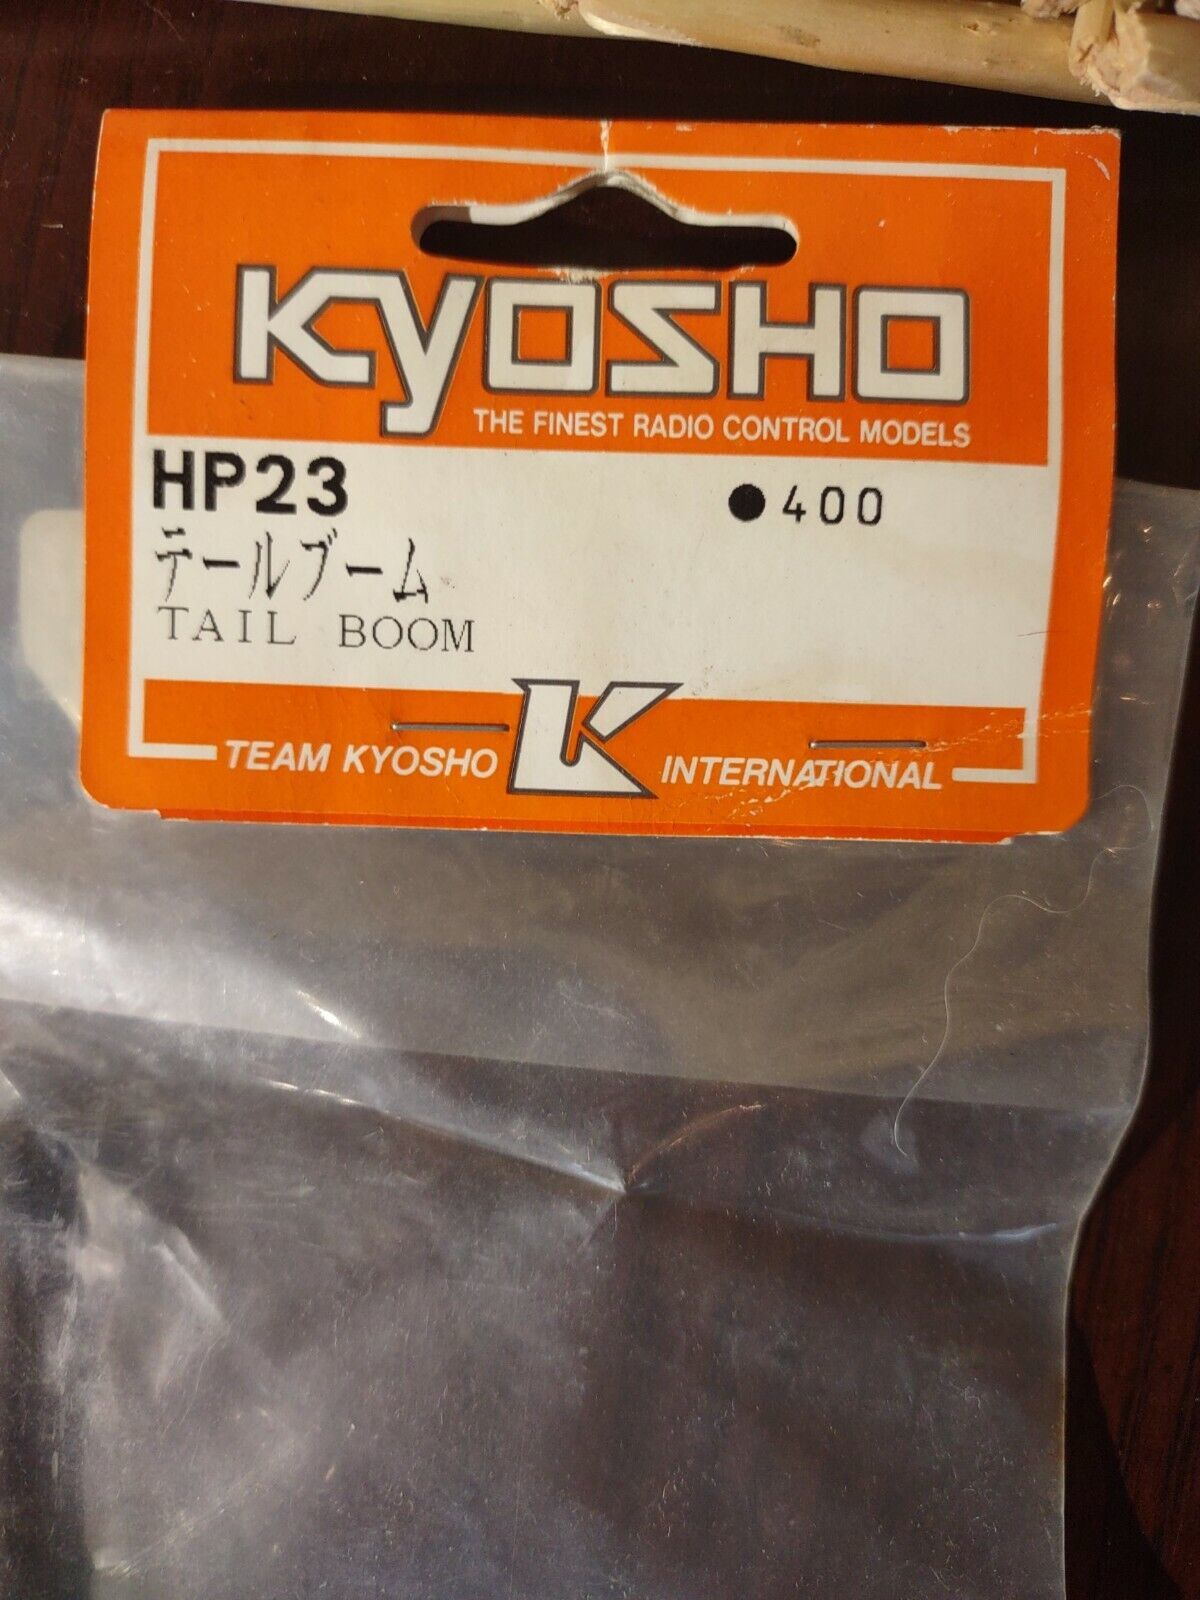 KYOSHO
THE FINEST RADIO CONTROL MODELS
HP23 ●400
テールブーム
TAIL BOOM
TEAM KYOSHO K INTERNATIONAL